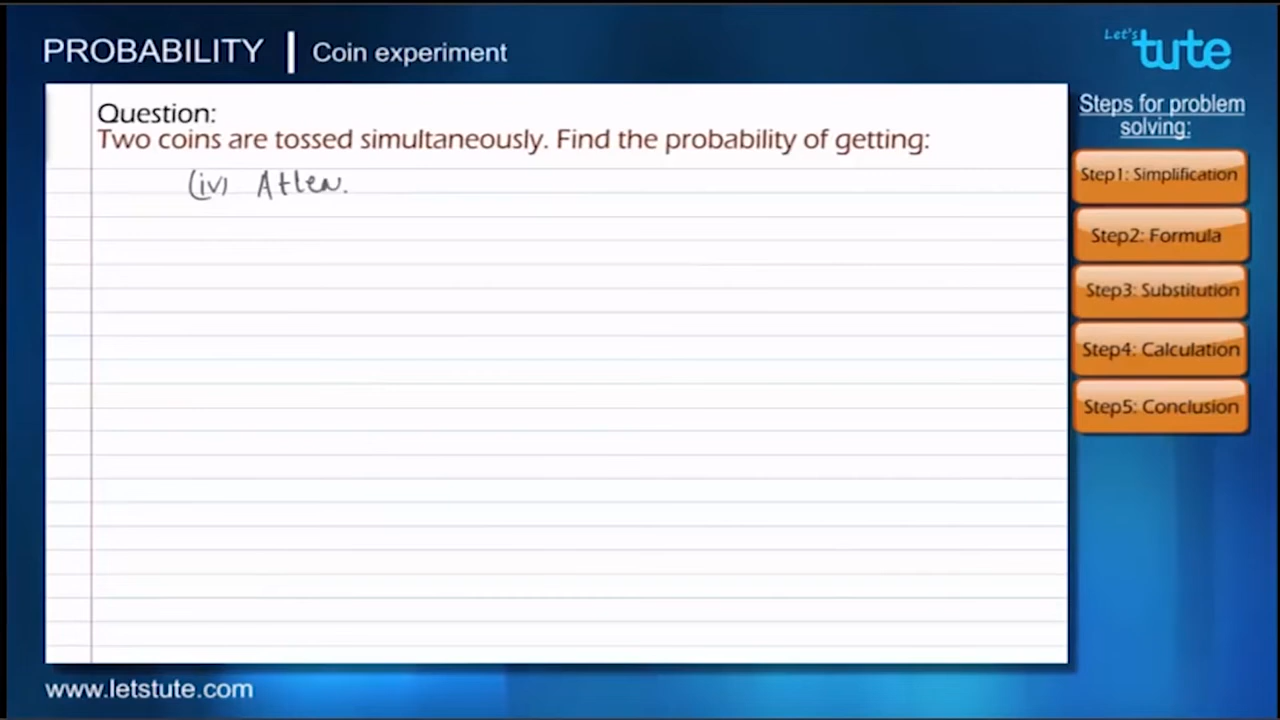 PROBABILITY | Coin experiment
Let's tute
Question:
Two coins are tossed simultaneously. Find the probability of getting:
(iv)
Steps for problem
solving:
Step1: Simplification
Step2: Formula
Step3: Substitution
Step4: Calculation
Step5: Conclusion
www.letstute.com